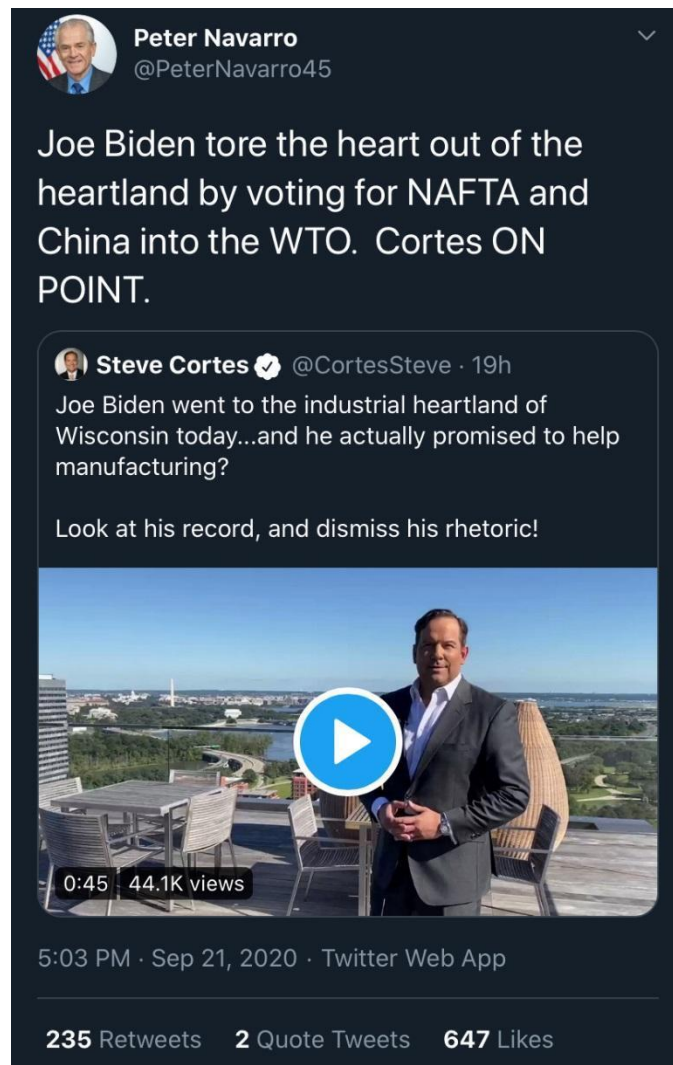 Peter Navarro
@PeterNavarro45
Joe Biden tore the heart out of the
heartland by voting for NAFTA and
China into the WTO.  Cortes ON
POINT.
Steve Cortes @CortesSteve · 19h
Joe Biden went to the industrial heartland of
Wisconsin today...and he actually promised to help
manufacturing?
Look at his record, and dismiss his rhetoric!
0:45 44.1K views
5:03 PM · Sep 21, 2020 · Twitter Web App
235 Retweets 2 Quote Tweets 647 Likes